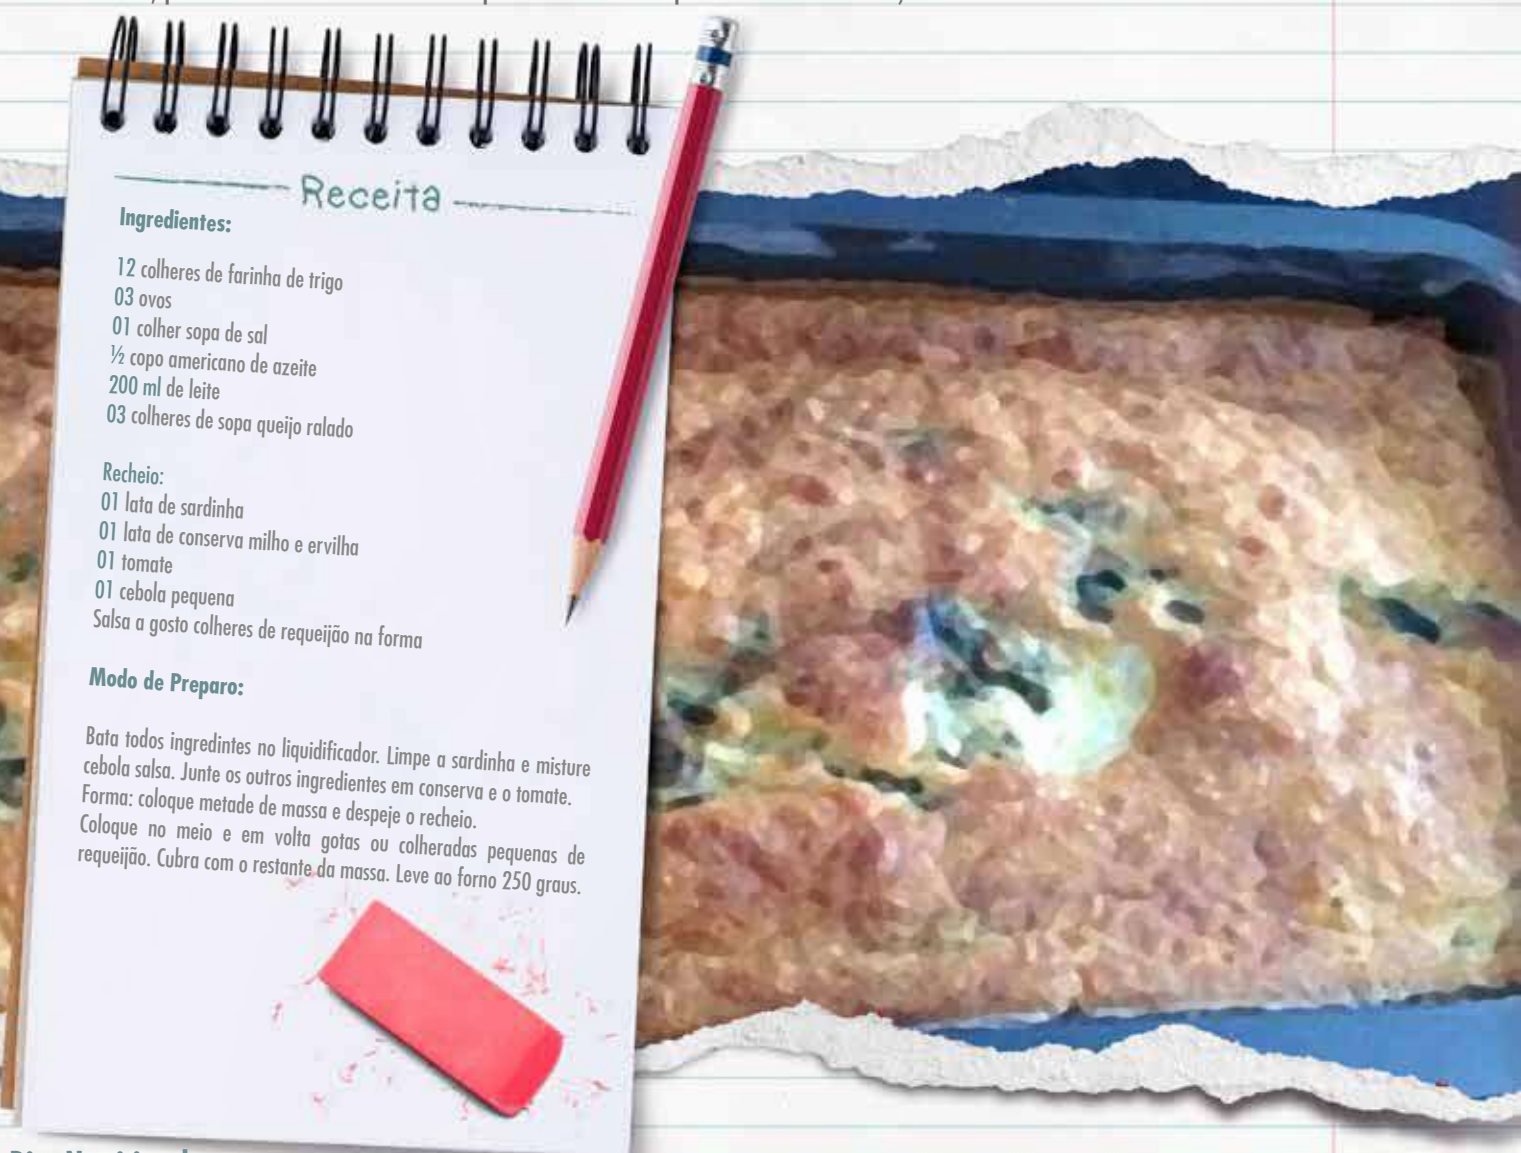 Receita
Ingredientes:
12 colheres de farinha de trigo
03 ovos
01 colher sopa de sal
½ copo americano de azeite
200 ml de leite
03 colheres de sopa queijo ralado
Recheio:
01 lata de sardinha
01 lata de conserva milho e ervilha
01 tomate
01 cebola pequena
Salsa a gosto colheres de requeijão na forma
Modo de Preparo:
Bata todos ingredintes no liquidificador. Limpe a sardinha e misture
cebola salsa. Junte os outros ingredientes em conserva e o tomate.
Forma: coloque metade de massa e despeje o recheio.
Coloque no meio e em volta gotas ou colheradas pequenas de
requeijão. Cubra com o restante da massa. Leve ao forno 250 graus.